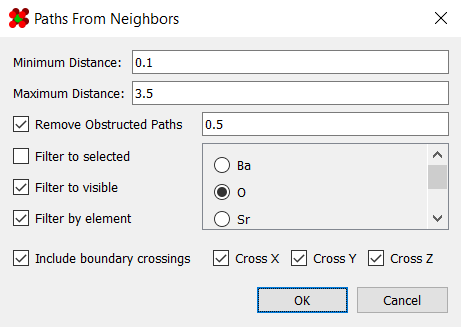 Paths From Neighbors
Minimum Distance: 0.1
Maximum Distance: 3.5
Remove Obstructed Paths 0.5
Filter to selected
Ba
Filter to visible
O
Filter by element
Sr
Include boundary crossings Cross X Cross Y Cross Z
OK Cancel